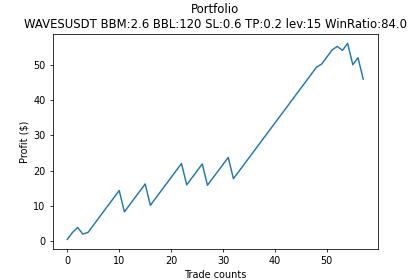 Portfolio
WAVESUSDT BBM:2.6 BBL:120 SL:0.6 TP:0.2 lev:15 WinRatio:84.0
50
40
30
20
10
0
Profit ($)
0 10 20 30 40 50
Trade counts